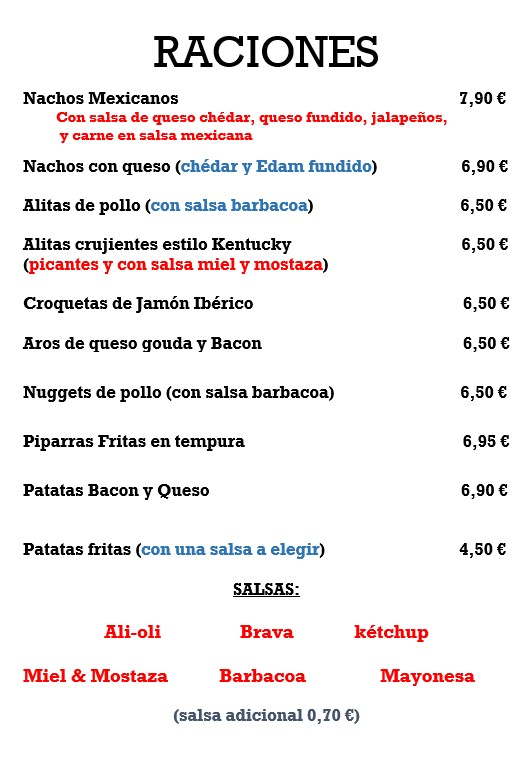 RACIONES
Nachos Mexicanos 7,90 €
Con salsa de queso chédar, queso fundido, jalapeños,
y carne en salsa mexicana
Nachos con queso (chédar y Edam fundido) 6,90 €
Alitas de pollo (con salsa barbacoa) 6,50 €
Alitas crujientes estilo Kentucky 6,50 €
(picantes y con salsa miel y mostaza)
Croquetas de Jamón Ibérico 6,50 €
Aros de queso gouda y Bacon 6,50 €
Nuggets de pollo (con salsa barbacoa) 6,50 €
Piparras Fritas en tempura 6,95 €
Patatas Bacon y Queso 6,90 €
Patatas fritas (con una salsa a elegir) 4,50 €
SALSAS:
Ali-oli Brava kétchup
Miel & Mostaza Barbacoa Mayonesa
(salsa adicional 0,70 €)